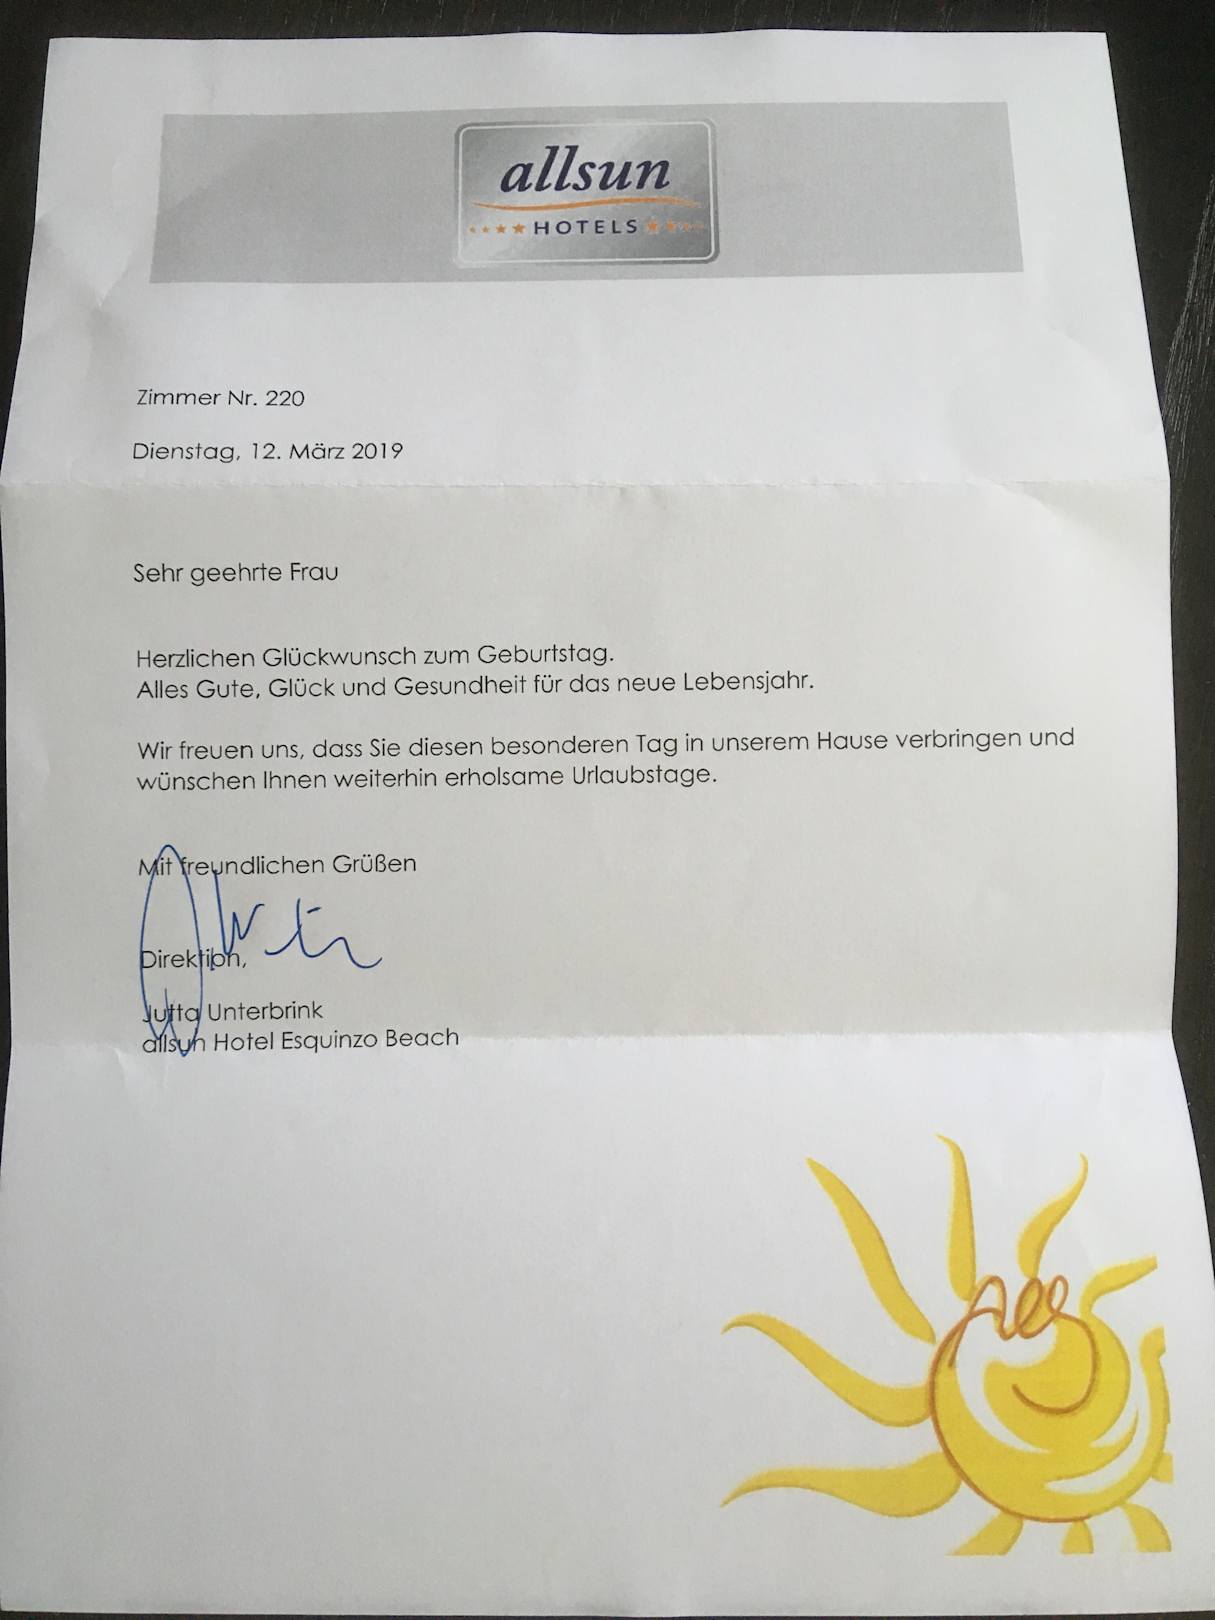 allsun
HOTELS
Zimmer Nr. 220
Dienstag, 12. März 2019
Sehr geehrte Frau
Herzlichen Glückwunsch zum Geburtstag.
Alles Gute, Glück und Gesundheit für das neue Lebensjahr.
Wir freuen uns, dass Sie diesen besonderen Tag in unserem Hause verbringen und
wünschen Ihnen weiterhin erholsame Urlaubstage.
Mit freundlichen Grüßen
Direktion,
Jutta Unterbrink
allsun Hotel Esquinzo Beach